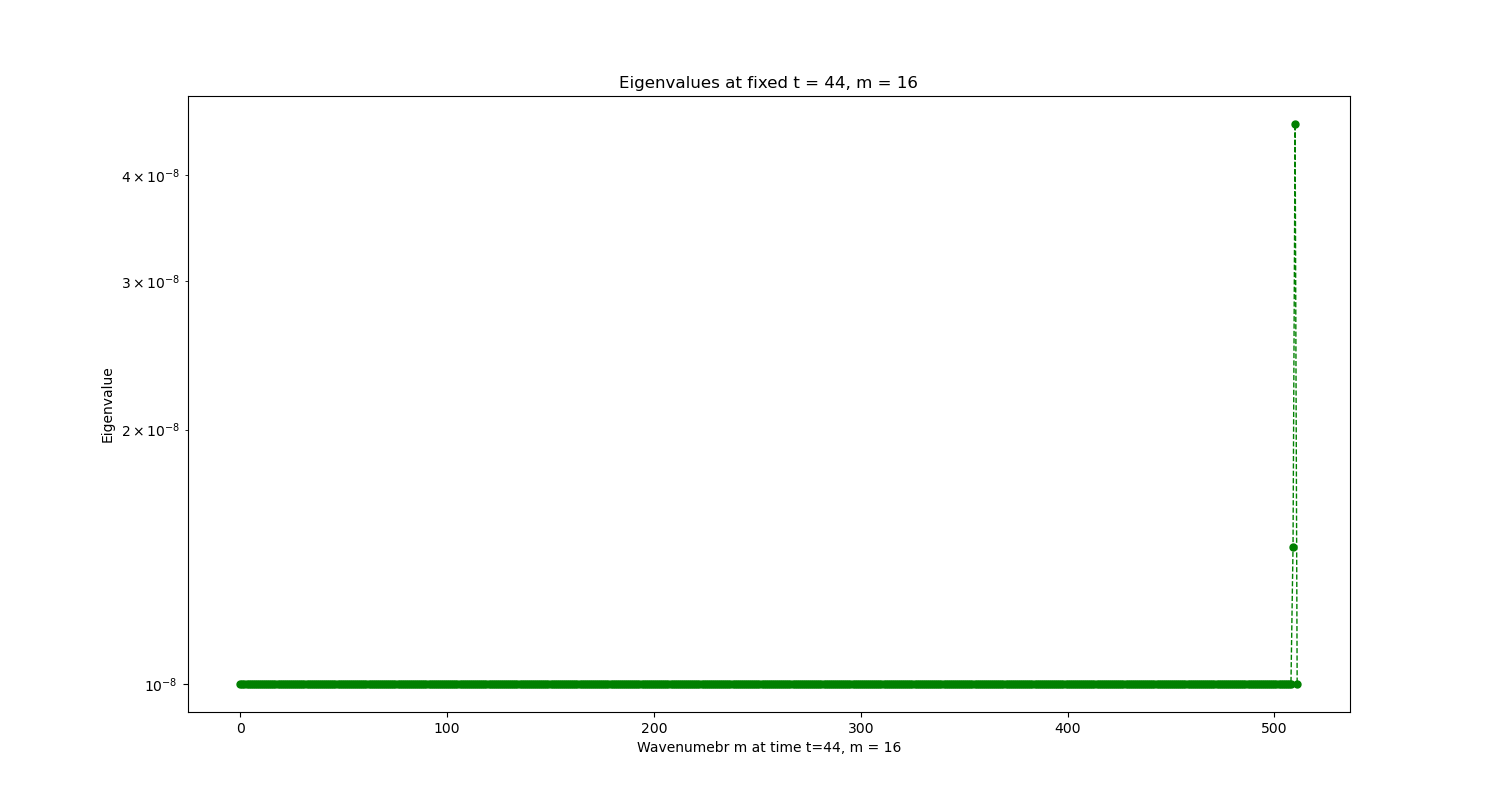 Eigenvalues at fixed t = 44, m = 16
Eigenvalue
4 × 10⁻⁸
3 × 10⁻⁸
2 × 10⁻⁸
10⁻⁸
0 100 200 300 400 500
Wavenumebr m at time t=44, m = 16